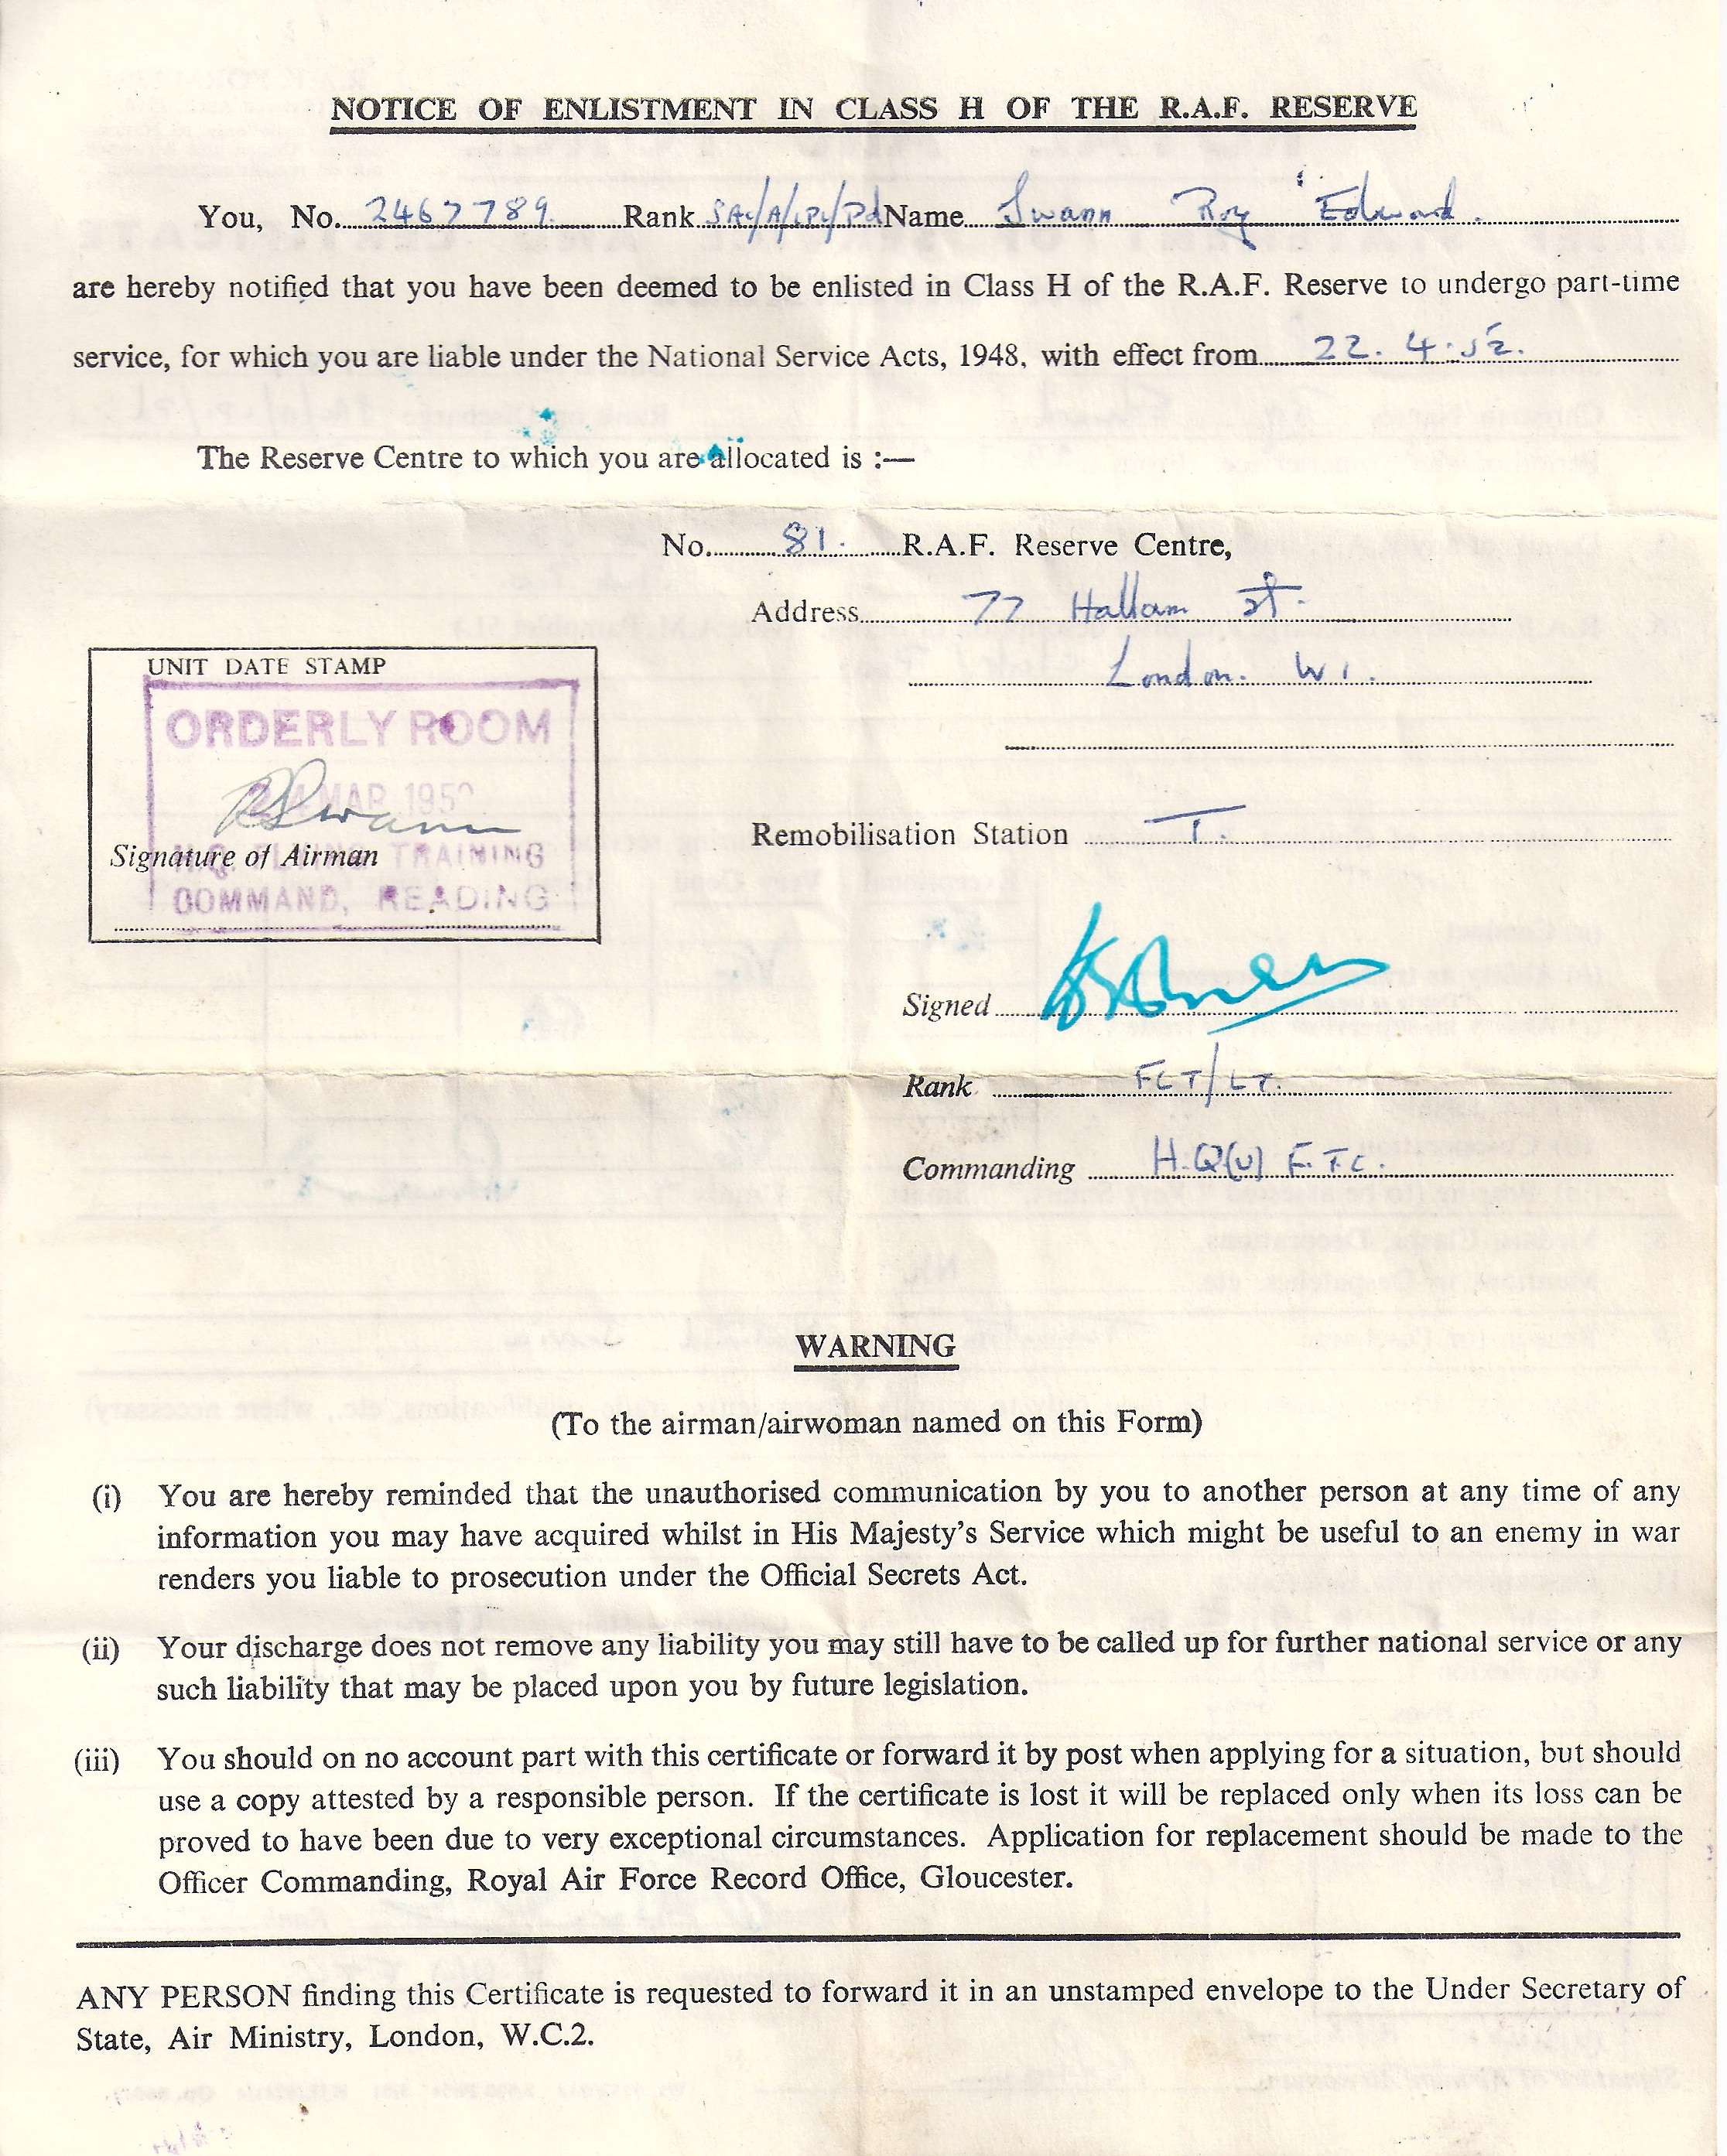 NOTICE OF ENLISTMENT IN CLASS H OF THE R.A.F. RESERVE
You, No. 2467789. Rank SAC/A/CPL/Pd Name Swann Roy Edward.
are hereby notified that you have been deemed to be enlisted in Class H of the R.A.F. Reserve to undergo part-time
service, for which you are liable under the National Service Acts, 1948, with effect from 22.4.52.
The Reserve Centre to which you are allocated is :—
No. 81. R.A.F. Reserve Centre,
Address 77 Hallam St.
London. W1.
UNIT DATE STAMP
ORDERLY ROOM
MAR 195
RSwann
Signature of Airman
H.Q. FLYING TRAINING
COMMAND, READING
Remobilisation Station T.
Signed
Rank FLT/LT.
Commanding H.Q(U) F.T.C.
WARNING
(To the airman/airwoman named on this Form)
(i) You are hereby reminded that the unauthorised communication by you to another person at any time of any
information you may have acquired whilst in His Majesty's Service which might be useful to an enemy in war
renders you liable to prosecution under the Official Secrets Act.
(ii) Your discharge does not remove any liability you may still have to be called up for further national service or any
such liability that may be placed upon you by future legislation.
(iii) You should on no account part with this certificate or forward it by post when applying for a situation, but should
use a copy attested by a responsible person. If the certificate is lost it will be replaced only when its loss can be
proved to have been due to very exceptional circumstances. Application for replacement should be made to the
Officer Commanding, Royal Air Force Record Office, Gloucester.
ANY PERSON finding this Certificate is requested to forward it in an unstamped envelope to the Under Secretary of
State, Air Ministry, London, W.C.2.